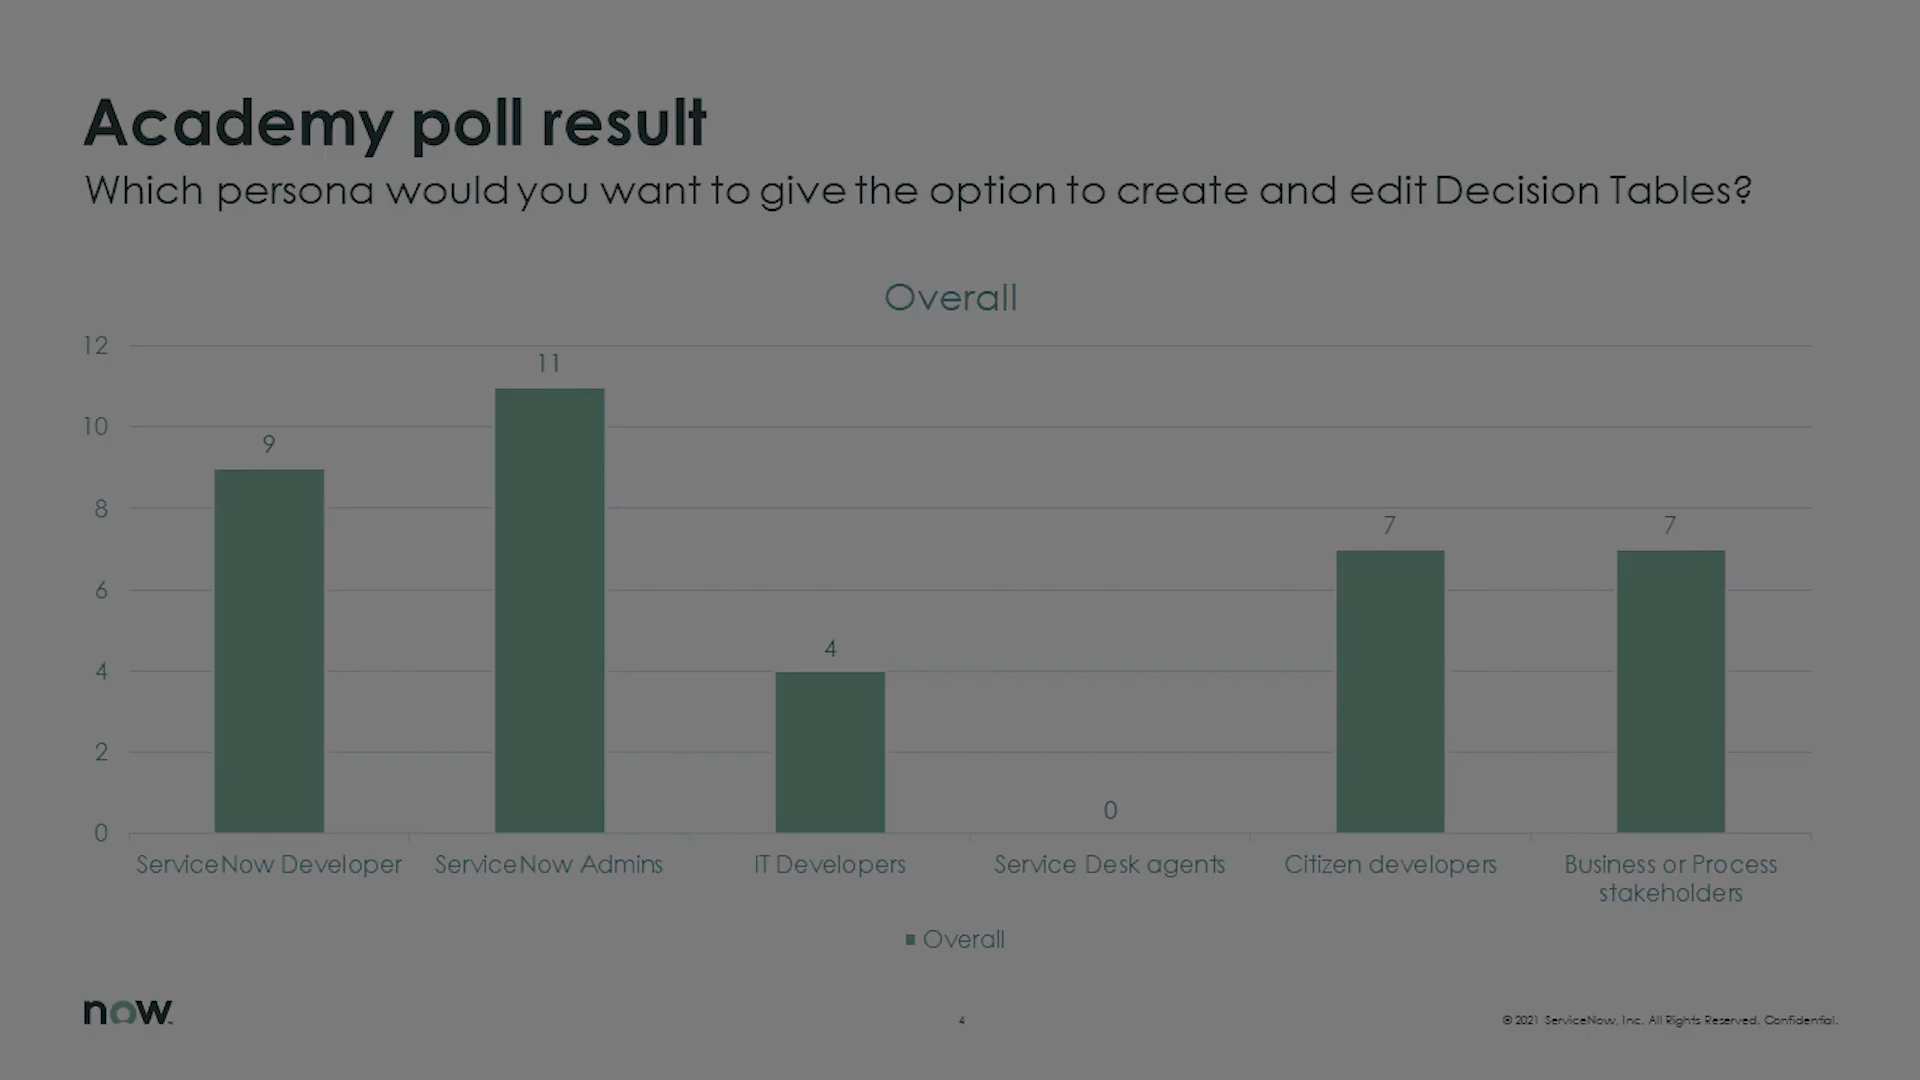 Academy poll result
Which persona would you want to give the option to create and edit Decision Tables?
Overall
12
10
8
6
4
2
0
9
11
4
0
7
7
ServiceNow Developer
ServiceNow Admins
IT Developers
Service Desk agents
Citizen developers
Business or Process
stakeholders
Overall
now
4
© 2021 ServiceNow, Inc. All Rights Reserved. Confidential.